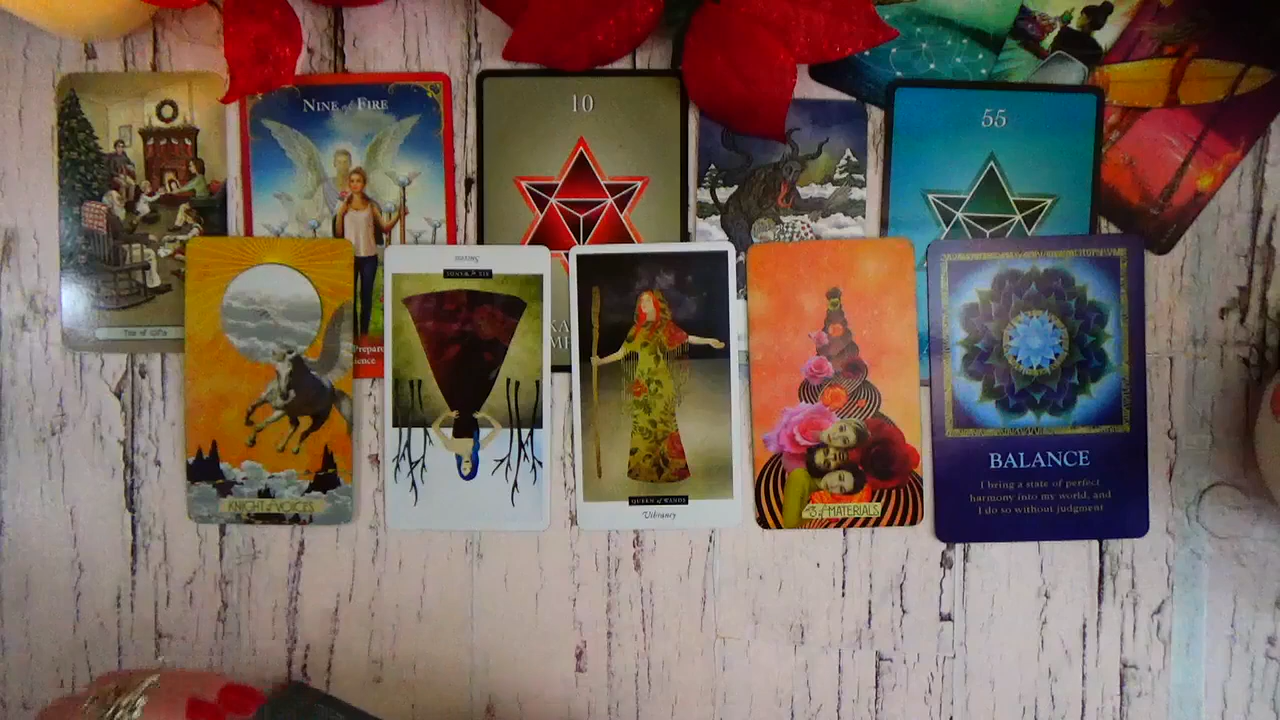 NINE of FIRE
10
55
Ten of Gifts
Prepare
ience
KA
KNIGHT of VOICES
QUEEN of WANDS
Vibrancy
3 of MATERIALS
BALANCE
I bring a state of perfect
harmony into my world, and
I do so without judgment